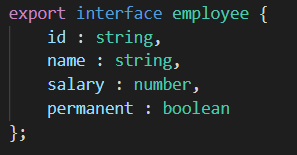 export interface employee {
    id : string,
    name : string,
    salary : number,
    permanent : boolean
};